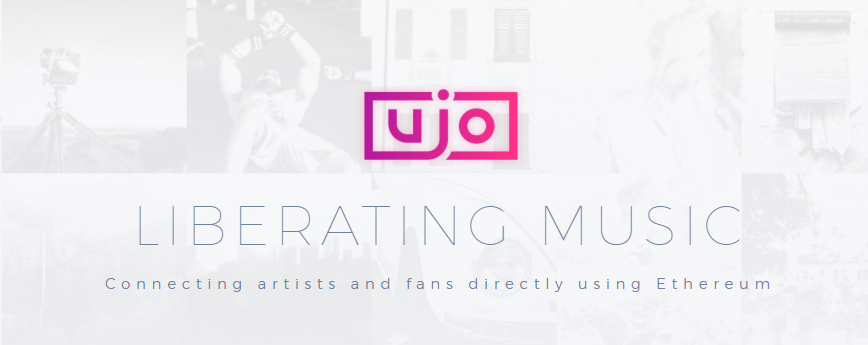 ujo
LIBERATING MUSIC
Connecting artists and fans directly using Ethereum